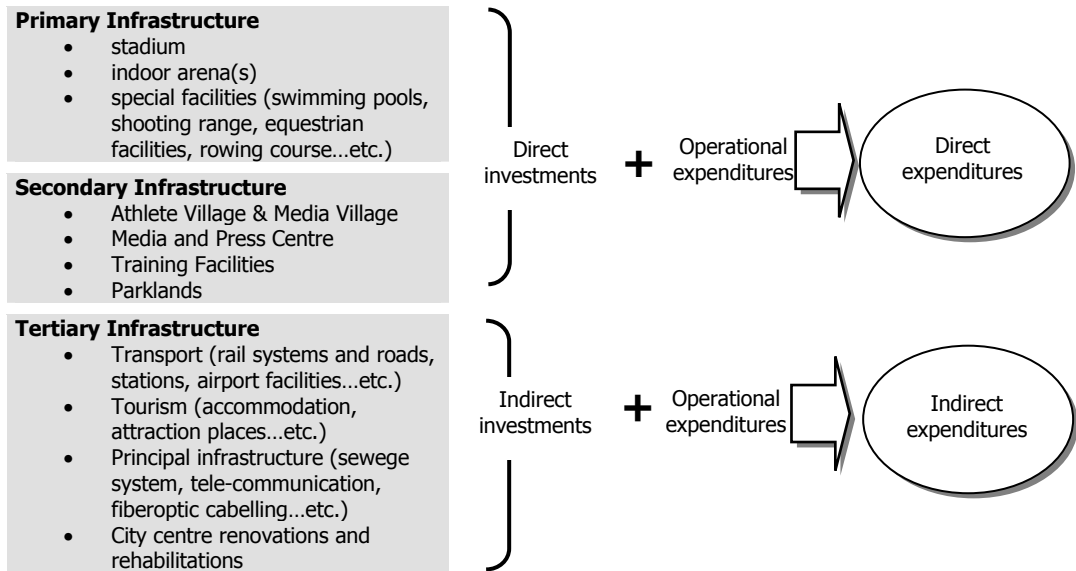 Primary Infrastructure
• stadium
• indoor arena(s)
• special facilities (swimming pools,
shooting range, equestrian
facilities, rowing course…etc.)
Secondary Infrastructure
• Athlete Village & Media Village
• Media and Press Centre
• Training Facilities
• Parklands
Direct
investments
+
Operational
expenditures
Direct
expenditures
Tertiary Infrastructure
• Transport (rail systems and roads,
stations, airport facilities…etc.)
• Tourism (accommodation,
attraction places…etc.)
• Principal infrastructure (sewege
system, tele-communication,
fiberoptic cabelling…etc.)
• City centre renovations and
rehabilitations
Indirect
investments
+
Operational
expenditures
Indirect
expenditures